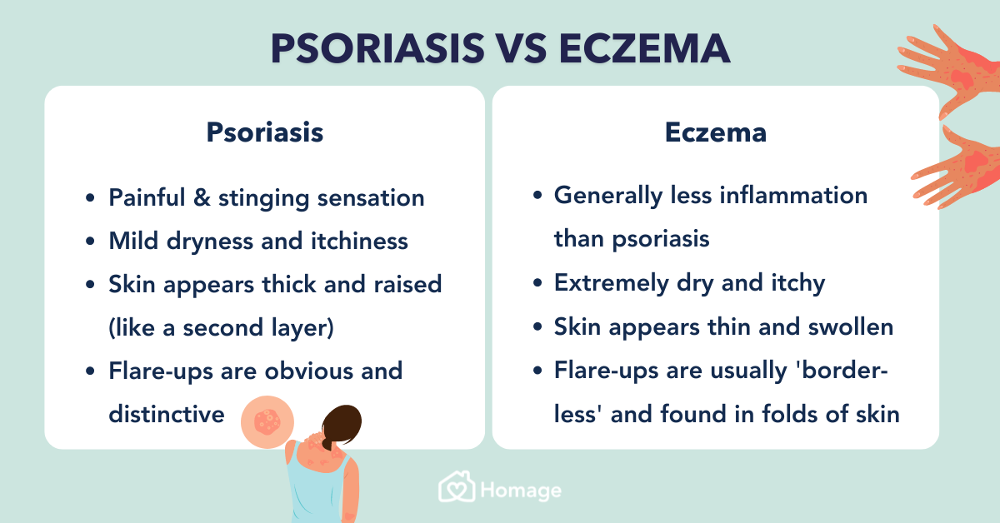 PSORIASIS VS ECZEMA
Psoriasis
• Painful & stinging sensation
• Mild dryness and itchiness
• Skin appears thick and raised
(like a second layer)
• Flare-ups are obvious and
distinctive
Eczema
• Generally less inflammation
than psoriasis
• Extremely dry and itchy
• Skin appears thin and swollen
• Flare-ups are usually 'border-
less' and found in folds of skin
Homage